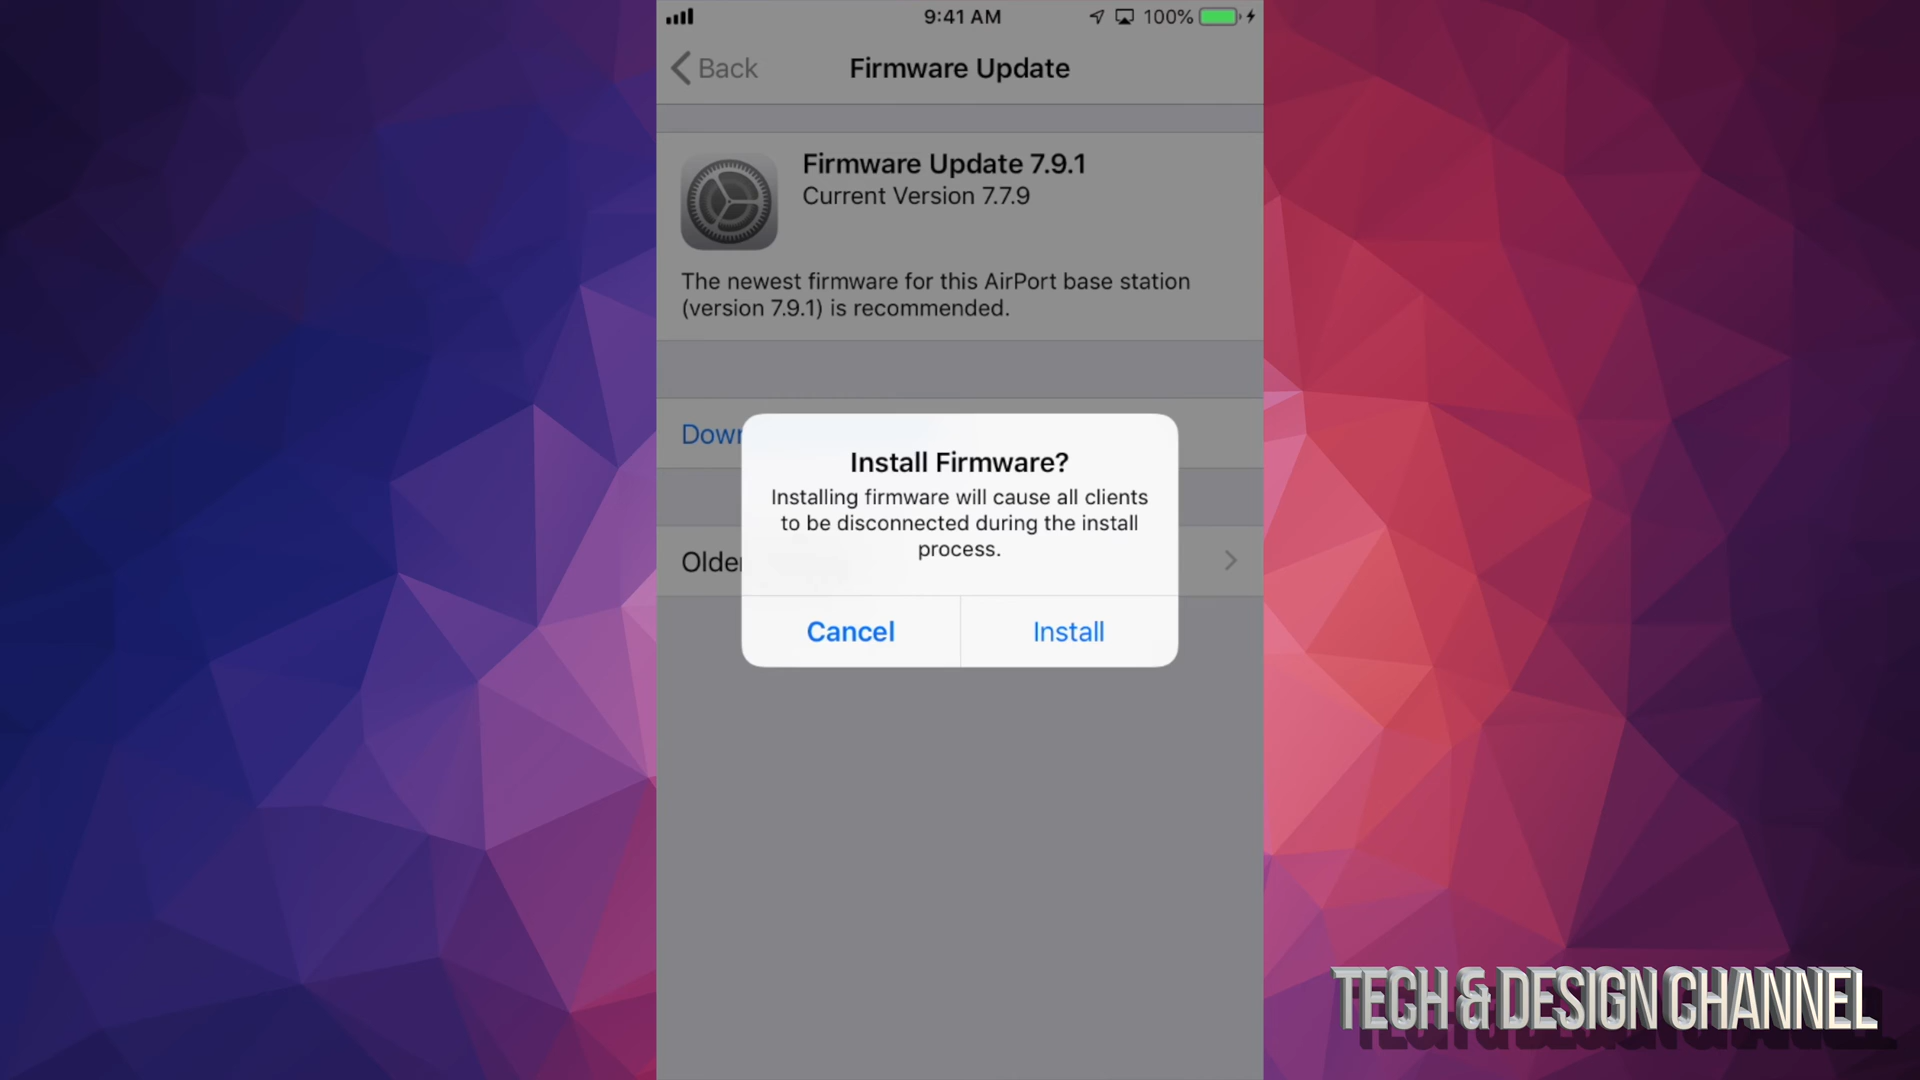 9:41 AM 100%
Back Firmware Update
Firmware Update 7.9.1
Current Version 7.7.9
The newest firmware for this AirPort base station
(version 7.9.1) is recommended.
Install Firmware?
Installing firmware will cause all clients
to be disconnected during the install
process.
Cancel Install
TECH & DESIGN CHANNEL